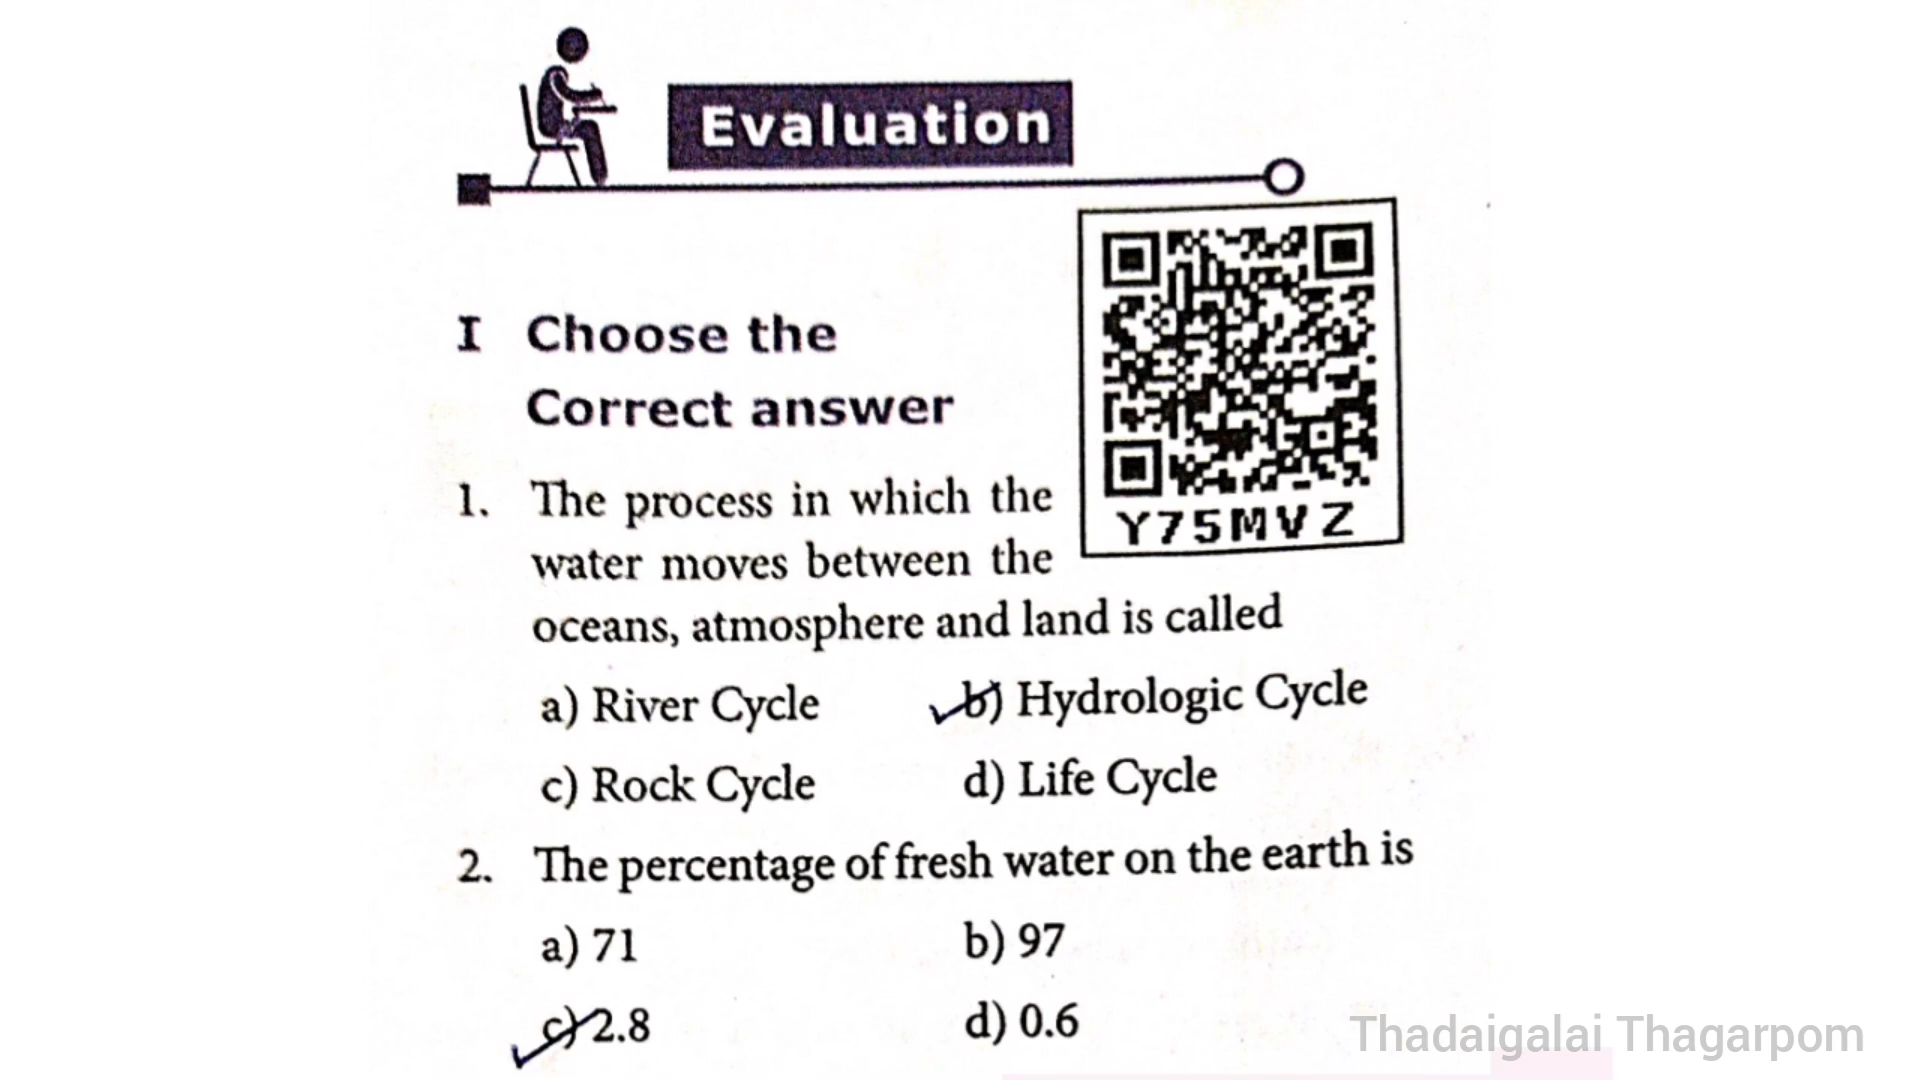 Evaluation
I Choose the
Correct answer
1. The process in which the
water moves between the
oceans, atmosphere and land is called
a) River Cycle b) Hydrologic Cycle
c) Rock Cycle d) Life Cycle
2. The percentage of fresh water on the earth is
a) 71 b) 97
c) 2.8 d) 0.6
Y75MVZ
Thadaigalai Thagarpom